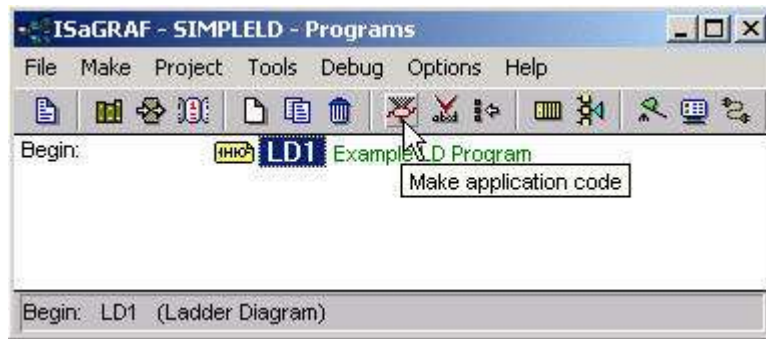 ISaGRAF - SIMPLELD - Programs
File Make Project Tools Debug Options Help
Begin: LD1 Example LD Program
Make application code
Begin: LD1 (Ladder Diagram)